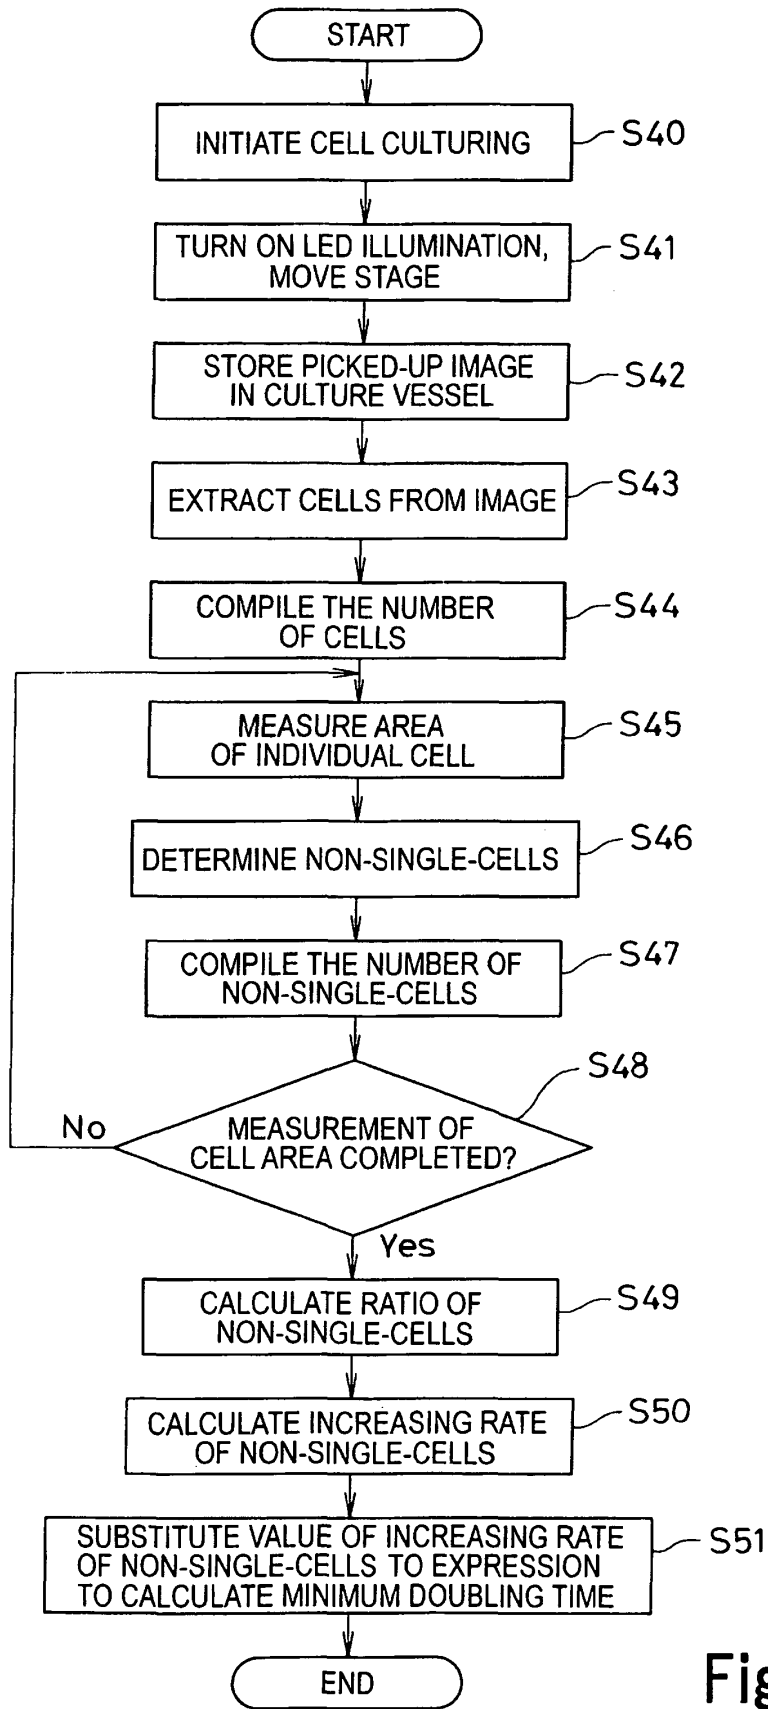 START
INITIATE CELL CULTURING
S40
TURN ON LED ILLUMINATION,
MOVE STAGE
S41
STORE PICKED-UP IMAGE
IN CULTURE VESSEL
S42
EXTRACT CELLS FROM IMAGE
S43
COMPILE THE NUMBER
OF CELLS
S44
MEASURE AREA
OF INDIVIDUAL CELL
S45
DETERMINE NON-SINGLE-CELLS
S46
COMPILE THE NUMBER OF
NON-SINGLE-CELLS
S47
MEASUREMENT OF
CELL AREA COMPLETED?
S48
No
Yes
CALCULATE RATIO OF
NON-SINGLE-CELLS
S49
CALCULATE INCREASING RATE
OF NON-SINGLE-CELLS
S50
SUBSTITUTE VALUE OF INCREASING RATE
OF NON-SINGLE-CELLS TO EXPRESSION
TO CALCULATE MINIMUM DOUBLING TIME
S51
END
Fig